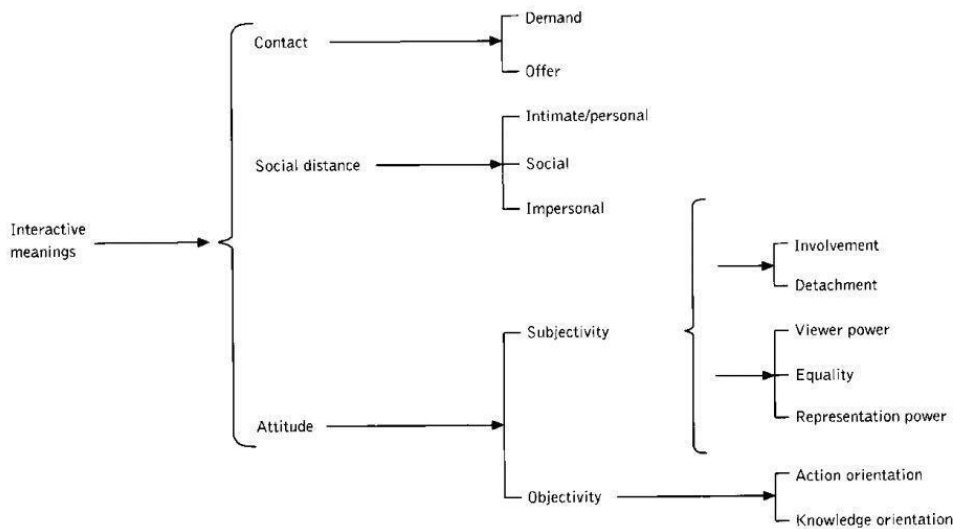 Demand
Contact
Offer
Intimate/personal
Social distance
Social
Impersonal
Interactive
meanings
Involvement
Detachment
Subjectivity
Viewer power
Equality
Representation power
Attitude
Action orientation
Objectivity
Knowledge orientation